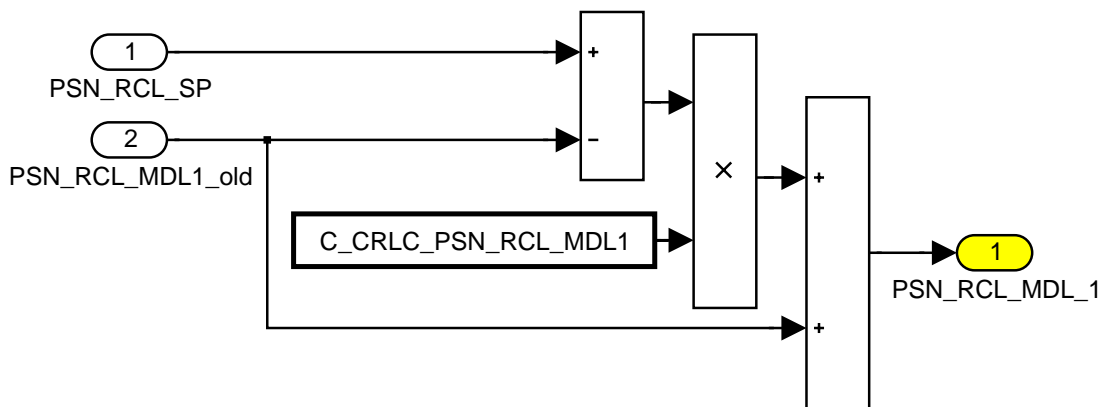 1
PSN_RCL_SP
2
PSN_RCL_MDL1_old
+
−
C_CRLC_PSN_RCL_MDL1
×
+
+
1
PSN_RCL_MDL_1